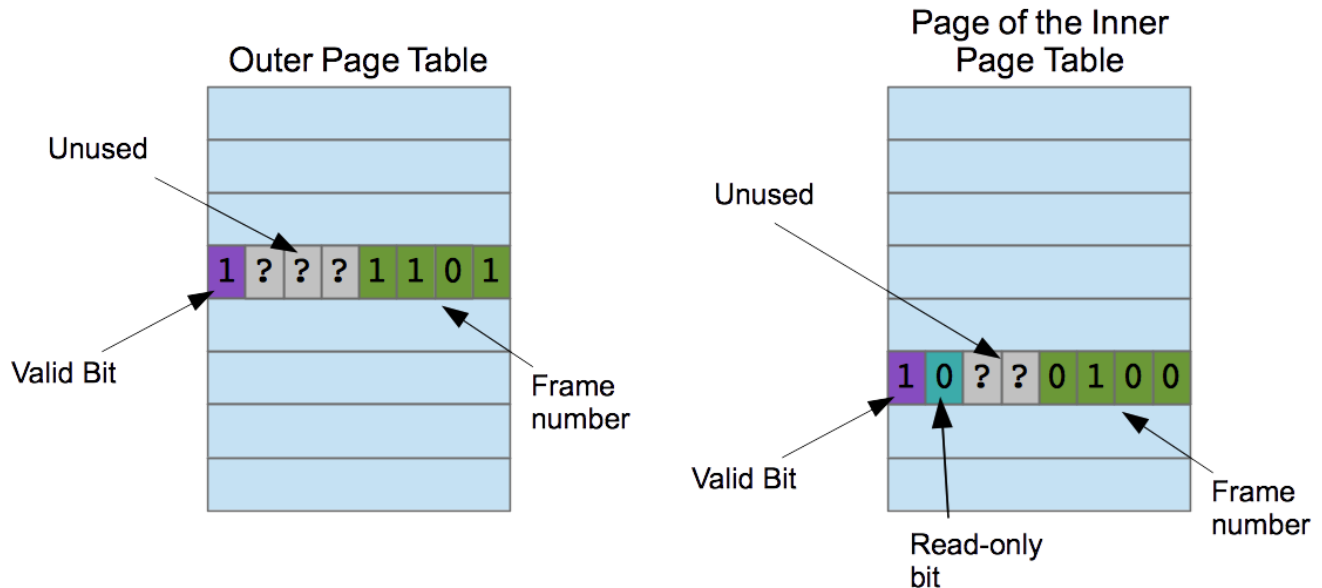 Outer Page Table
Unused
1 ? ? ? 1 1 0 1
Valid Bit
Frame
number
Page of the Inner
Page Table
Unused
1 0 ? ? 0 1 0 0
Valid Bit
Read-only
bit
Frame
number